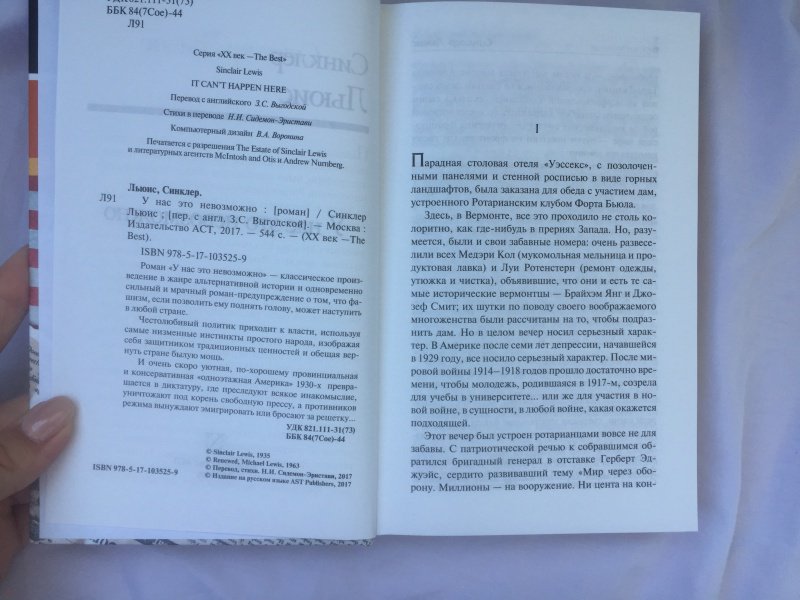 УДК 821.111-31(73)
ББК 84(7Сое)-44
Л91
Серия «XX век —The Best»
Sinclair Lewis
IT CAN'T HAPPEN HERE
Перевод с английского З.С. Выгодской
Стихи в переводе Н.И. Сидемон-Эристави
Компьютерный дизайн В.А. Воронина
Печатается с разрешения The Estate of Sinclair Lewis
и литературных агентств McIntosh and Otis и Andrew Nurnberg.
Льюис, Синклер.
Л91 У нас это невозможно : [роман] / Синклер
Льюис ; [пер. с англ. З.С. Выгодской]. — Москва :
Издательство АСТ, 2017. — 544 с. — (XX век —The
Best).
ISBN 978-5-17-103525-9
Роман «У нас это невозможно» — классическое произ-
ведение в жанре альтернативной истории и одновременно
сильный и мрачный роман-предупреждение о том, что фа-
шизм, если позволить ему поднять голову, может наступить
в любой стране.
Честолюбивый политик приходит к власти, используя
самые низменные инстинкты простого народа, изображая
себя защитником традиционных ценностей и обещая вер-
нуть стране былую мощь.
И очень скоро уютная, по-хорошему провинциальная
и консервативная «одноэтажная Америка» 1930-х превра-
шается в диктатуру, где преследуют всякое инакомыслие,
уничтожают под корень свободную прессу, а противников
режима вынуждают эмигрировать или бросают за решетку...
УДК 821.111-31(73)
ББК 84(7Сое)-44
© Sinclair Lewis, 1935
© Renewed, Michael Lewis, 1963
© Перевод, стихи. Н.И. Сидемон-Эристави, 2017
ISBN 978-5-17-103525-9 © Издание на русском языке AST Publishers, 2017
I
Парадная столовая отеля «Уэссекс», с позолочен-
ными панелями и стенной росписью в виде горных
ландшафтов, была заказана для обеда с участием дам,
устроенного Ротарианским клубом Форта Бьюла.
Здесь, в Вермонте, все это проходило не столь ко-
лоритно, как где-нибудь в прериях Запада. Но, разу-
меется, были и свои забавные номера: очень развесе-
лили всех Медэри Кол (мукомольная мельница и про-
дуктовая лавка) и Луи Ротенстерн (ремонт одежды,
утюжка и чистка), объявившие, что они и есть те са-
мые исторические вермонтцы — Брайхэм Янг и Джо-
зеф Смит; их шутки по поводу своего воображаемого
многоженства были рассчитаны на то, чтобы подраз-
нить дам. Но в целом вечер носил серьезный харак-
тер. В Америке после семи лет депрессии, начавшейся
в 1929 году, все носило серьезный характер. После ми-
ровой войны 1914–1918 годов прошло достаточно вре-
мени, чтобы молодежь, родившаяся в 1917-м, созрела
для учебы в университете... или же для участия в но-
вой войне, в сущности, в любой войне, какая окажется
подходящей.
Этот вечер был устроен ротарианцами вовсе не для
забавы. С патриотической речью к собравшимся об-
ратился бригадный генерал в отставке Герберт Эд-
жуэйс, сердито развивавший тему «Мир через обо-
рону. Миллионы — на вооружение. Ни цента на кон-